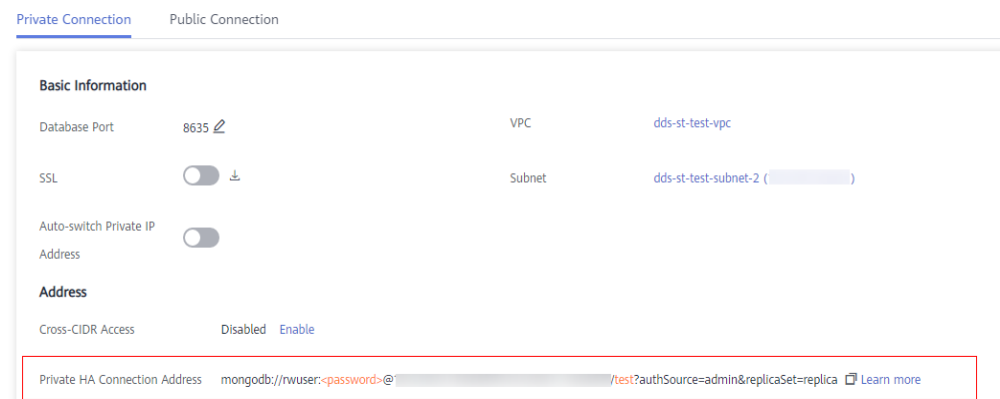 Private Connection Public Connection
Basic Information
Database Port 8635 VPC dds-st-test-vpc
SSL Subnet dds-st-test-subnet-2 ( )
Auto-switch Private IP
Address
Address
Cross-CIDR Access Disabled Enable
Private HA Connection Address mongodb://rwuser:<password>@ /test?authSource=admin&replicaSet=replica Learn more